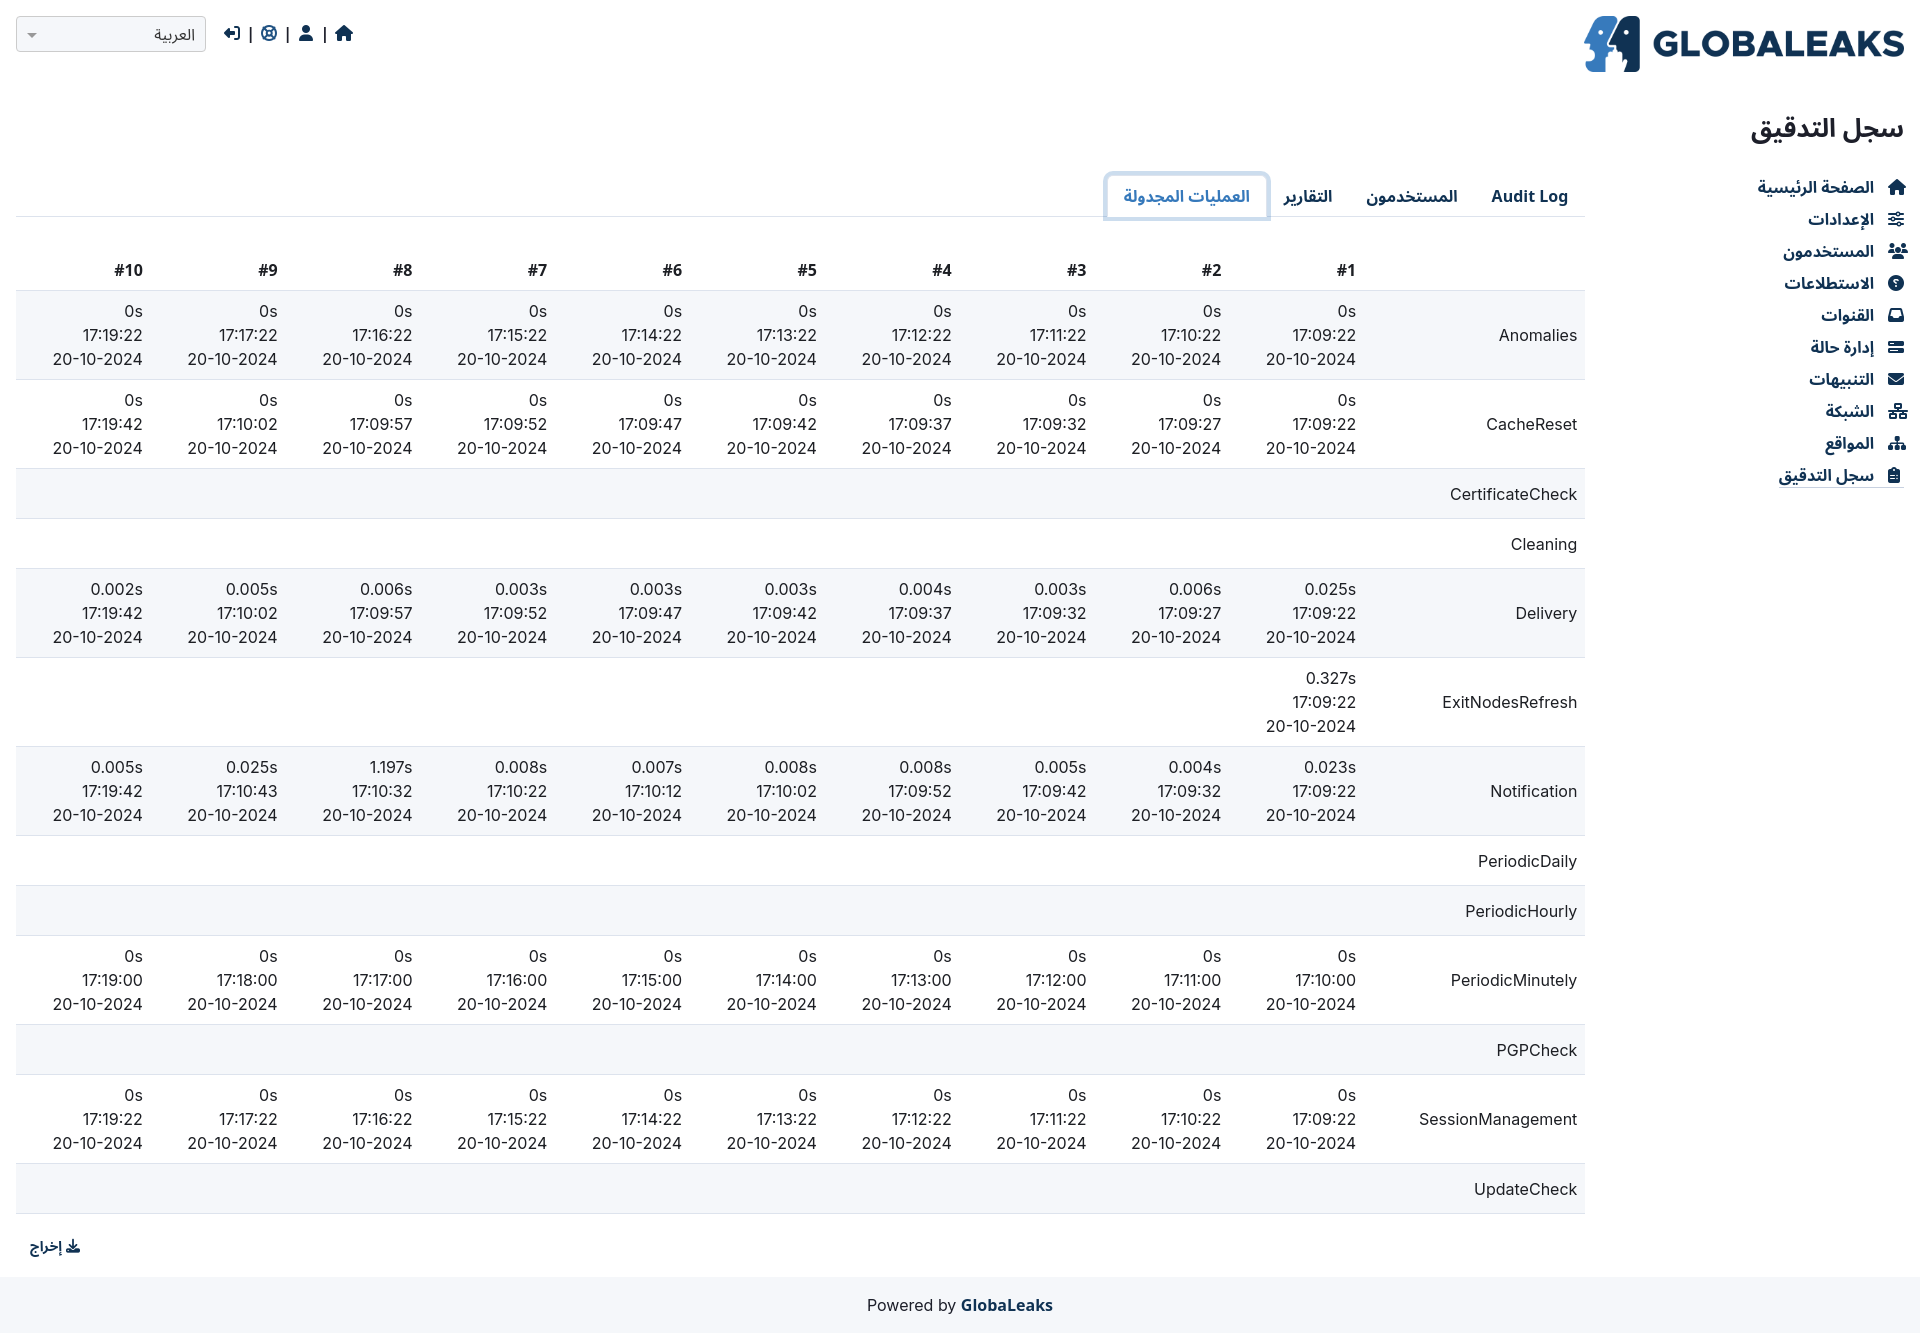 GLOBALEAKS
| | |
العربية
سجل التدقيق
الصفحة الرئيسية
الإعدادات
المستخدمون
الاستطلاعات
القنوات
إدارة حالة
التنبيهات
الشبكة
المواقع
سجل التدقيق
Audit Log المستخدمون التقارير العمليات المجدولة
#1 #2 #3 #4 #5 #6 #7 #8 #9 #10
Anomalies
0s 0s 0s 0s 0s 0s 0s 0s 0s 0s
17:09:22 17:10:22 17:11:22 17:12:22 17:13:22 17:14:22 17:15:22 17:16:22 17:17:22 17:19:22
20-10-2024 20-10-2024 20-10-2024 20-10-2024 20-10-2024 20-10-2024 20-10-2024 20-10-2024 20-10-2024 20-10-2024
CacheReset
0s 0s 0s 0s 0s 0s 0s 0s 0s 0s
17:09:22 17:09:27 17:09:32 17:09:37 17:09:42 17:09:47 17:09:52 17:09:57 17:10:02 17:19:42
20-10-2024 20-10-2024 20-10-2024 20-10-2024 20-10-2024 20-10-2024 20-10-2024 20-10-2024 20-10-2024 20-10-2024
CertificateCheck
Cleaning
Delivery
0.025s 0.006s 0.003s 0.004s 0.003s 0.003s 0.003s 0.006s 0.005s 0.002s
17:09:22 17:09:27 17:09:32 17:09:37 17:09:42 17:09:47 17:09:52 17:09:57 17:10:02 17:19:42
20-10-2024 20-10-2024 20-10-2024 20-10-2024 20-10-2024 20-10-2024 20-10-2024 20-10-2024 20-10-2024 20-10-2024
ExitNodesRefresh
0.327s
17:09:22
20-10-2024
Notification
0.023s 0.004s 0.005s 0.008s 0.008s 0.007s 0.008s 1.197s 0.025s 0.005s
17:09:22 17:09:32 17:09:42 17:09:52 17:10:02 17:10:12 17:10:22 17:10:32 17:10:43 17:19:42
20-10-2024 20-10-2024 20-10-2024 20-10-2024 20-10-2024 20-10-2024 20-10-2024 20-10-2024 20-10-2024 20-10-2024
PeriodicDaily
PeriodicHourly
PeriodicMinutely
0s 0s 0s 0s 0s 0s 0s 0s 0s 0s
17:10:00 17:11:00 17:12:00 17:13:00 17:14:00 17:15:00 17:16:00 17:17:00 17:18:00 17:19:00
20-10-2024 20-10-2024 20-10-2024 20-10-2024 20-10-2024 20-10-2024 20-10-2024 20-10-2024 20-10-2024 20-10-2024
PGPCheck
SessionManagement
0s 0s 0s 0s 0s 0s 0s 0s 0s 0s
17:09:22 17:10:22 17:11:22 17:12:22 17:13:22 17:14:22 17:15:22 17:16:22 17:17:22 17:19:22
20-10-2024 20-10-2024 20-10-2024 20-10-2024 20-10-2024 20-10-2024 20-10-2024 20-10-2024 20-10-2024 20-10-2024
UpdateCheck
إخراج
Powered by GlobaLeaks